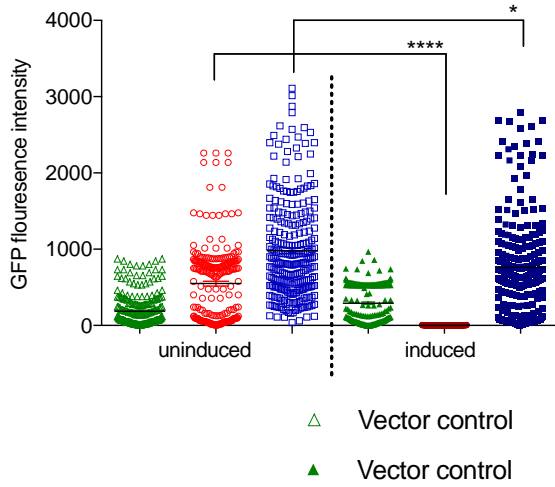 4000
*
****
3000
2000
1000
0
GFP flouresence intensity
uninduced
induced
Vector control
Vector control